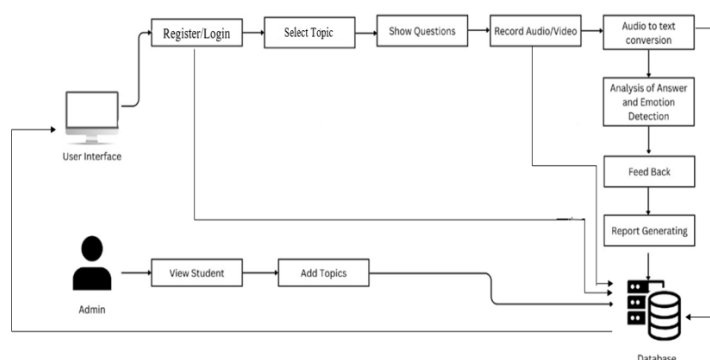 Register/Login
Select Topic
Show Questions
Record Audio/Video
Audio to text
conversion
Analysis of Answer
and Emotion
Detection
User Interface
Feed Back
Report Generating
View Student
Add Topics
Admin
Database